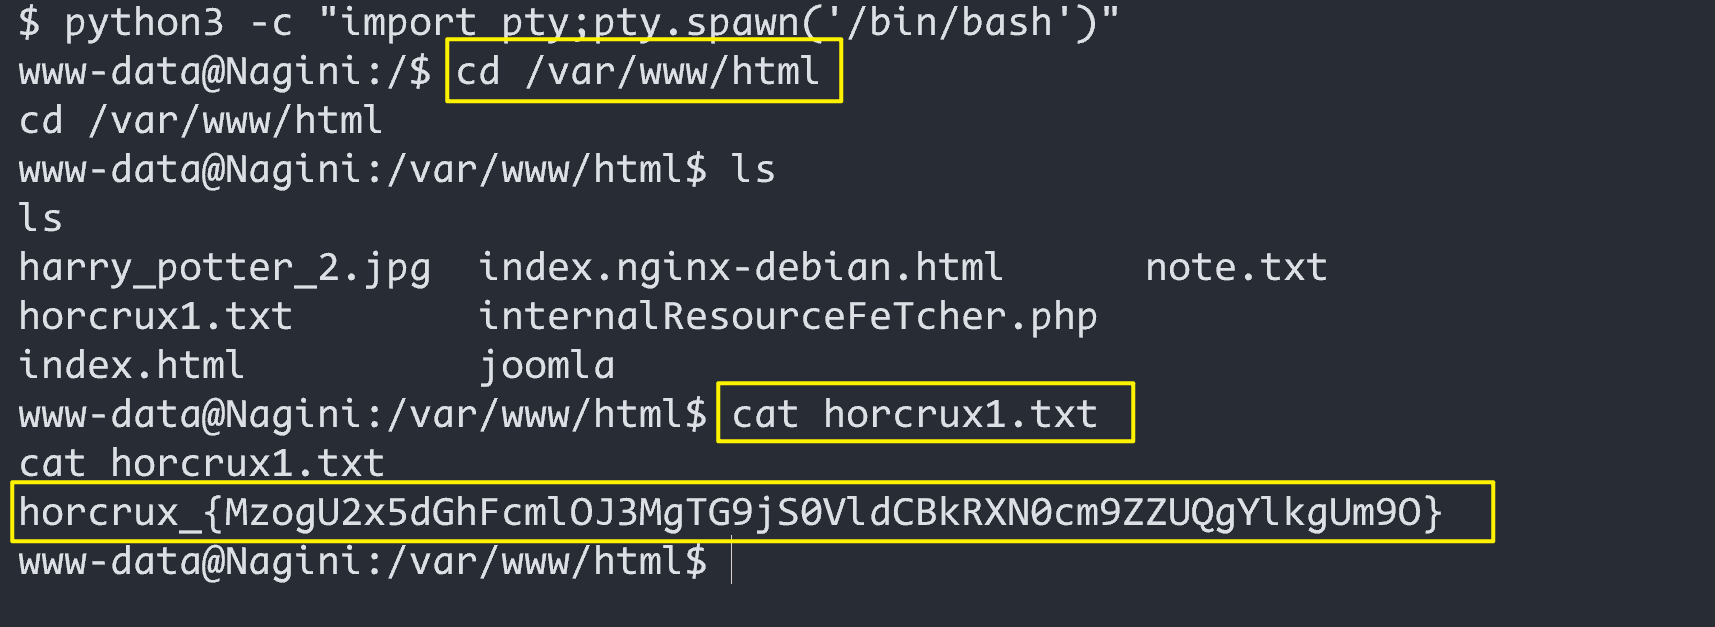 $ python3 -c "import pty;pty.spawn('/bin/bash')"
www-data@Nagini:/$ cd /var/www/html
cd /var/www/html
www-data@Nagini:/var/www/html$ ls
ls
harry_potter_2.jpg  index.nginx-debian.html      note.txt
horcrux1.txt        internalResourceFeTcher.php
index.html          joomla
www-data@Nagini:/var/www/html$ cat horcrux1.txt
cat horcrux1.txt
horcrux_{MzogU2x5dGhFcmlOJ3MgTG9jS0VldCBkRXN0cm9ZZUQgYlkgUm9O}
www-data@Nagini:/var/www/html$